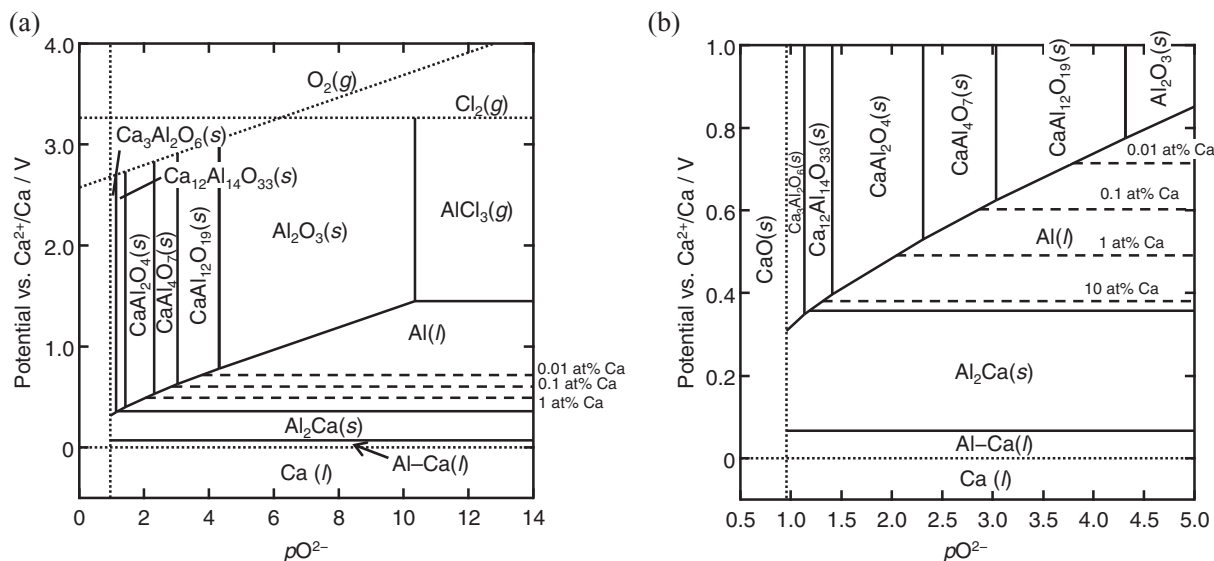 (a)
4.0
3.0
2.0
1.0
0
Potential vs. Ca²⁺/Ca / V
O₂(g)
Cl₂(g)
Ca₃Al₂O₆(s)
Ca₁₂Al₁₄O₃₃(s)
CaAl₂O₄(s)
CaAl₄O₇(s)
CaAl₁₂O₁₉(s)
Al₂O₃(s)
AlCl₃(g)
Al(l)
0.01 at% Ca
0.1 at% Ca
1 at% Ca
Al₂Ca(s)
Al–Ca(l)
Ca (l)
0 2 4 6 8 10 12 14
pO²⁻
(b)
1.0
0.8
0.6
0.4
0.2
0
Potential vs. Ca²⁺/Ca / V
CaO(s)
Ca₃Al₂O₆(s)
Ca₁₂Al₁₄O₃₃(s)
CaAl₂O₄(s)
CaAl₄O₇(s)
CaAl₁₂O₁₉(s)
Al₂O₃(s)
0.01 at% Ca
0.1 at% Ca
Al(l)
1 at% Ca
10 at% Ca
Al₂Ca(s)
Al–Ca(l)
Ca (l)
0.5 1.0 1.5 2.0 2.5 3.0 3.5 4.0 4.5 5.0
pO²⁻